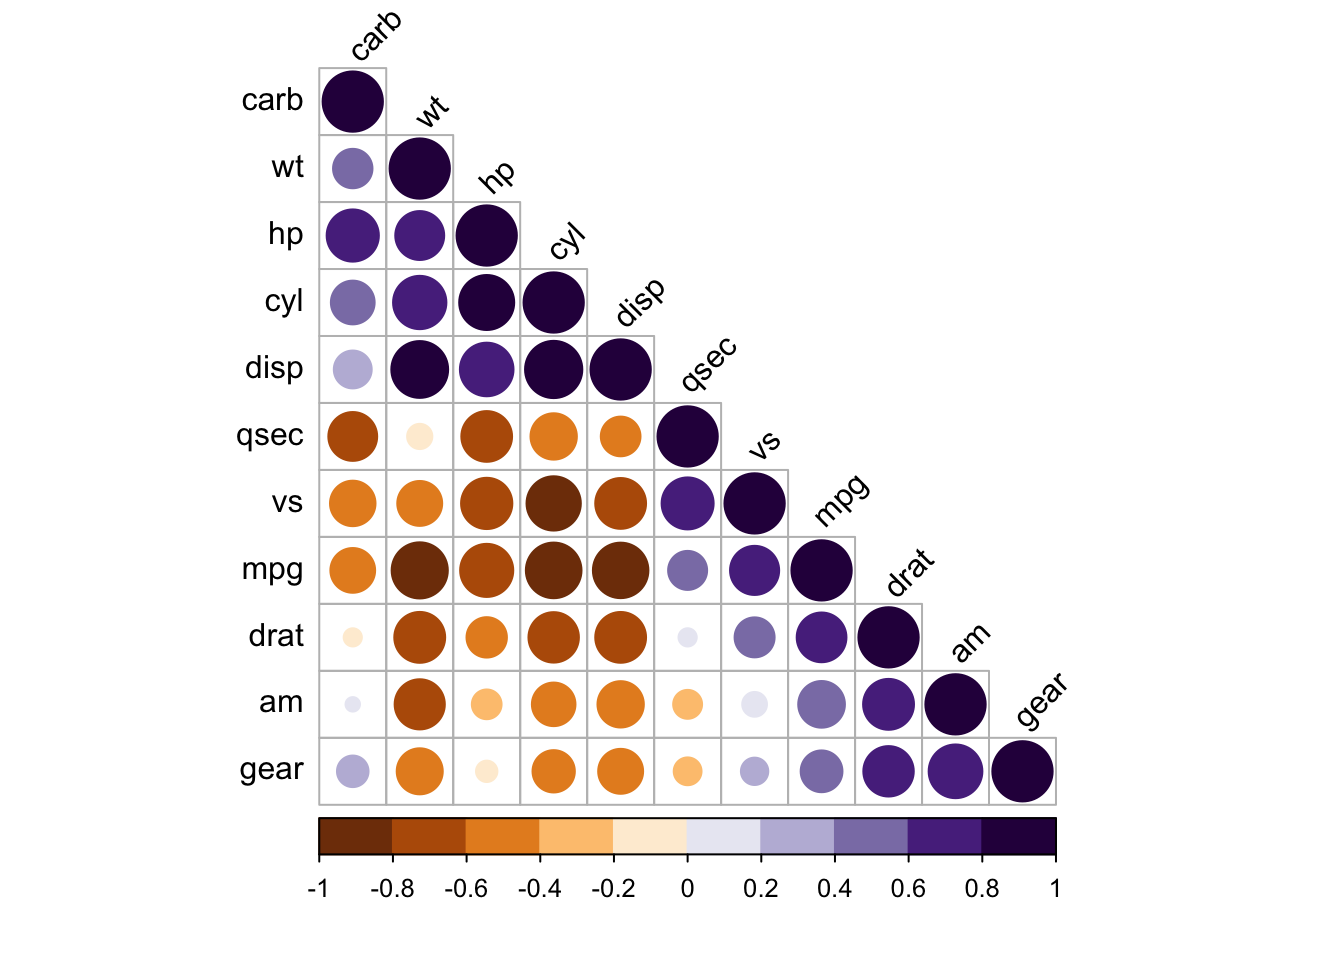 carb
carb
wt
wt
hp
hp
cyl
cyl
disp
disp
qsec
qsec
vs
vs
mpg
mpg
drat
drat
am
am
gear
gear
-1 -0.8 -0.6 -0.4 -0.2 0 0.2 0.4 0.6 0.8 1